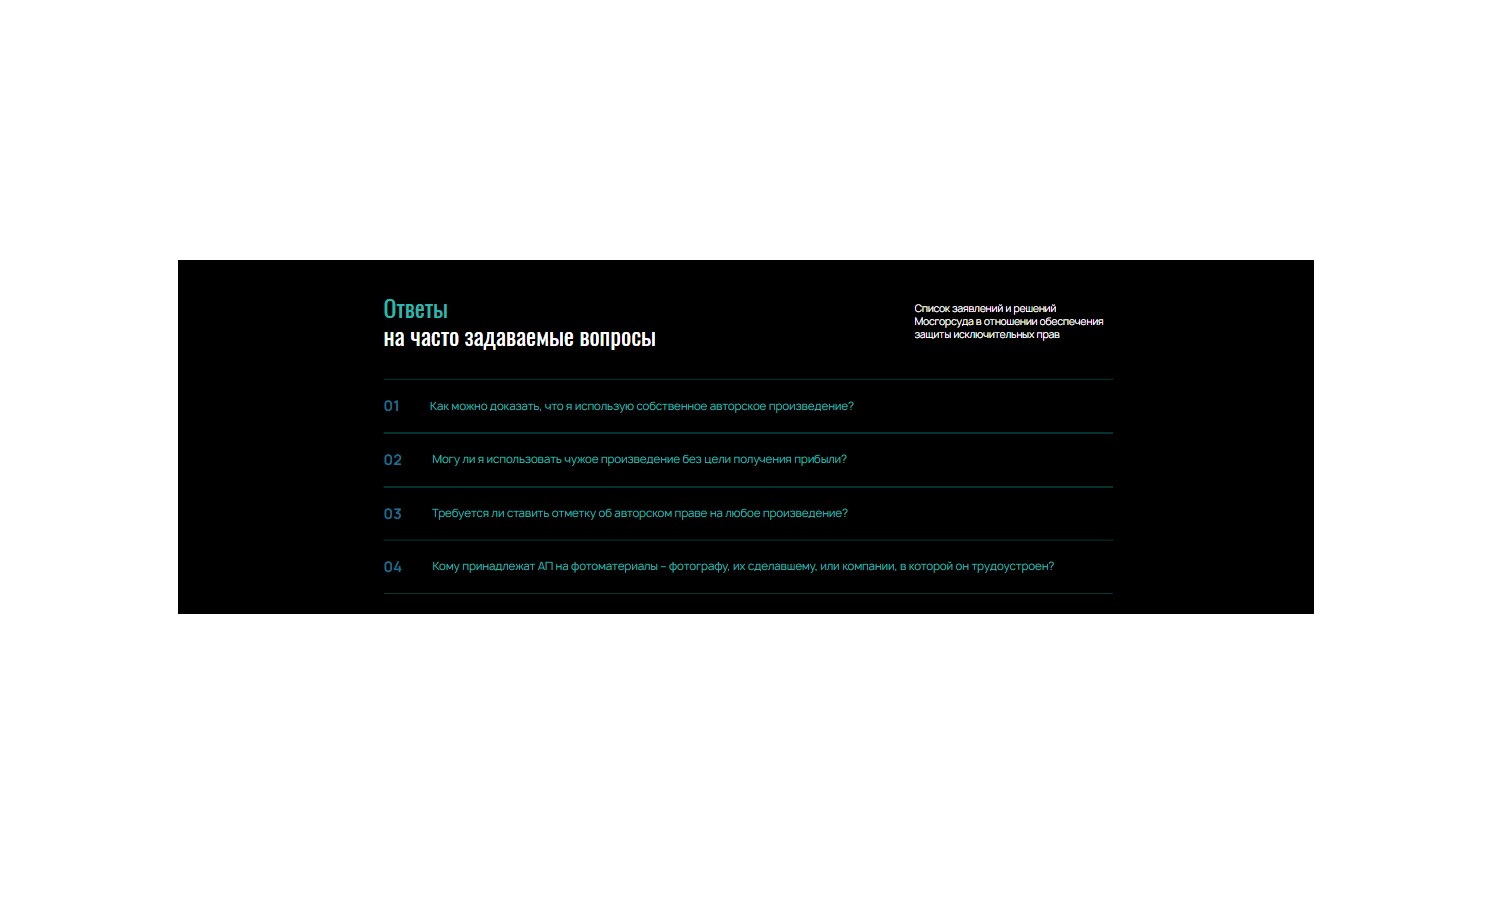 Ответы
на часто задаваемые вопросы
Список заявлений и решений
Мосгорсуда в отношении обеспечения
защиты исключительных прав
01 Как можно доказать, что я использую собственное авторское произведение?
02 Могу ли я использовать чужое произведение без цели получения прибыли?
03 Требуется ли ставить отметку об авторском праве на любое произведение?
04 Кому принадлежат АП на фотоматериалы – фотографу, их сделавшему, или компании, в которой он трудоустроен?